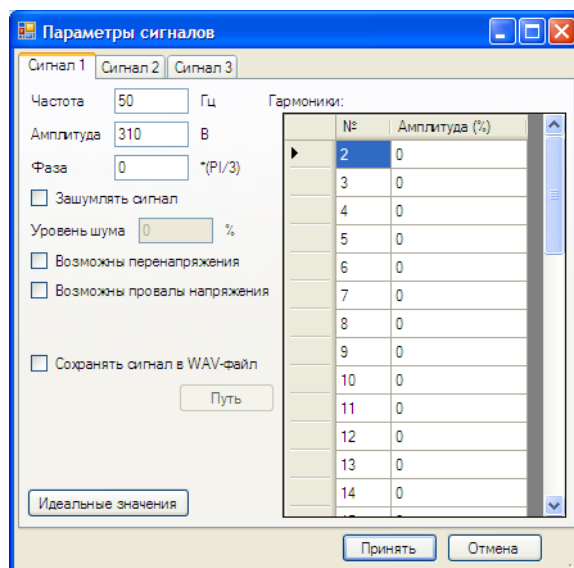 Параметры сигналов
Сигнал 1 Сигнал 2 Сигнал 3
Частота 50 Гц Гармоники:
№ Амплитуда (%)
Амплитуда 310 В
2 0
Фаза 0 *(PI/3)
3 0
Зашумлять сигнал
4 0
Уровень шума 0 %
5 0
Возможны перенапряжения
6 0
Возможны провалы напряжения
7 0
8 0
9 0
Сохранять сигнал в WAV-файл
10 0
Путь
11 0
12 0
13 0
14 0
Идеальные значения
Принять Отмена